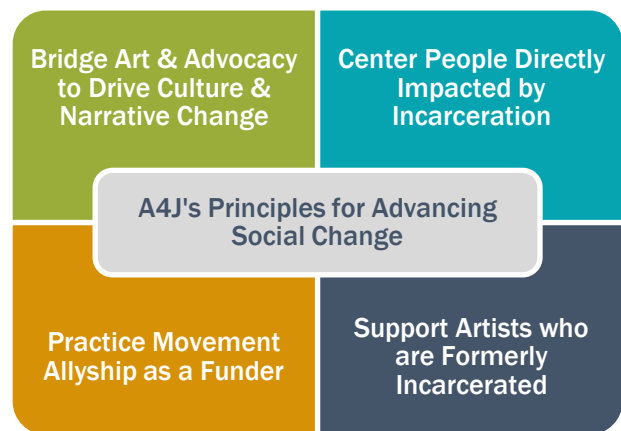 Bridge Art & Advocacy
to Drive Culture &
Narrative Change
Center People Directly
Impacted by
Incarceration
A4J's Principles for Advancing
Social Change
Practice Movement
Allyship as a Funder
Support Artists who
are Formerly
Incarcerated